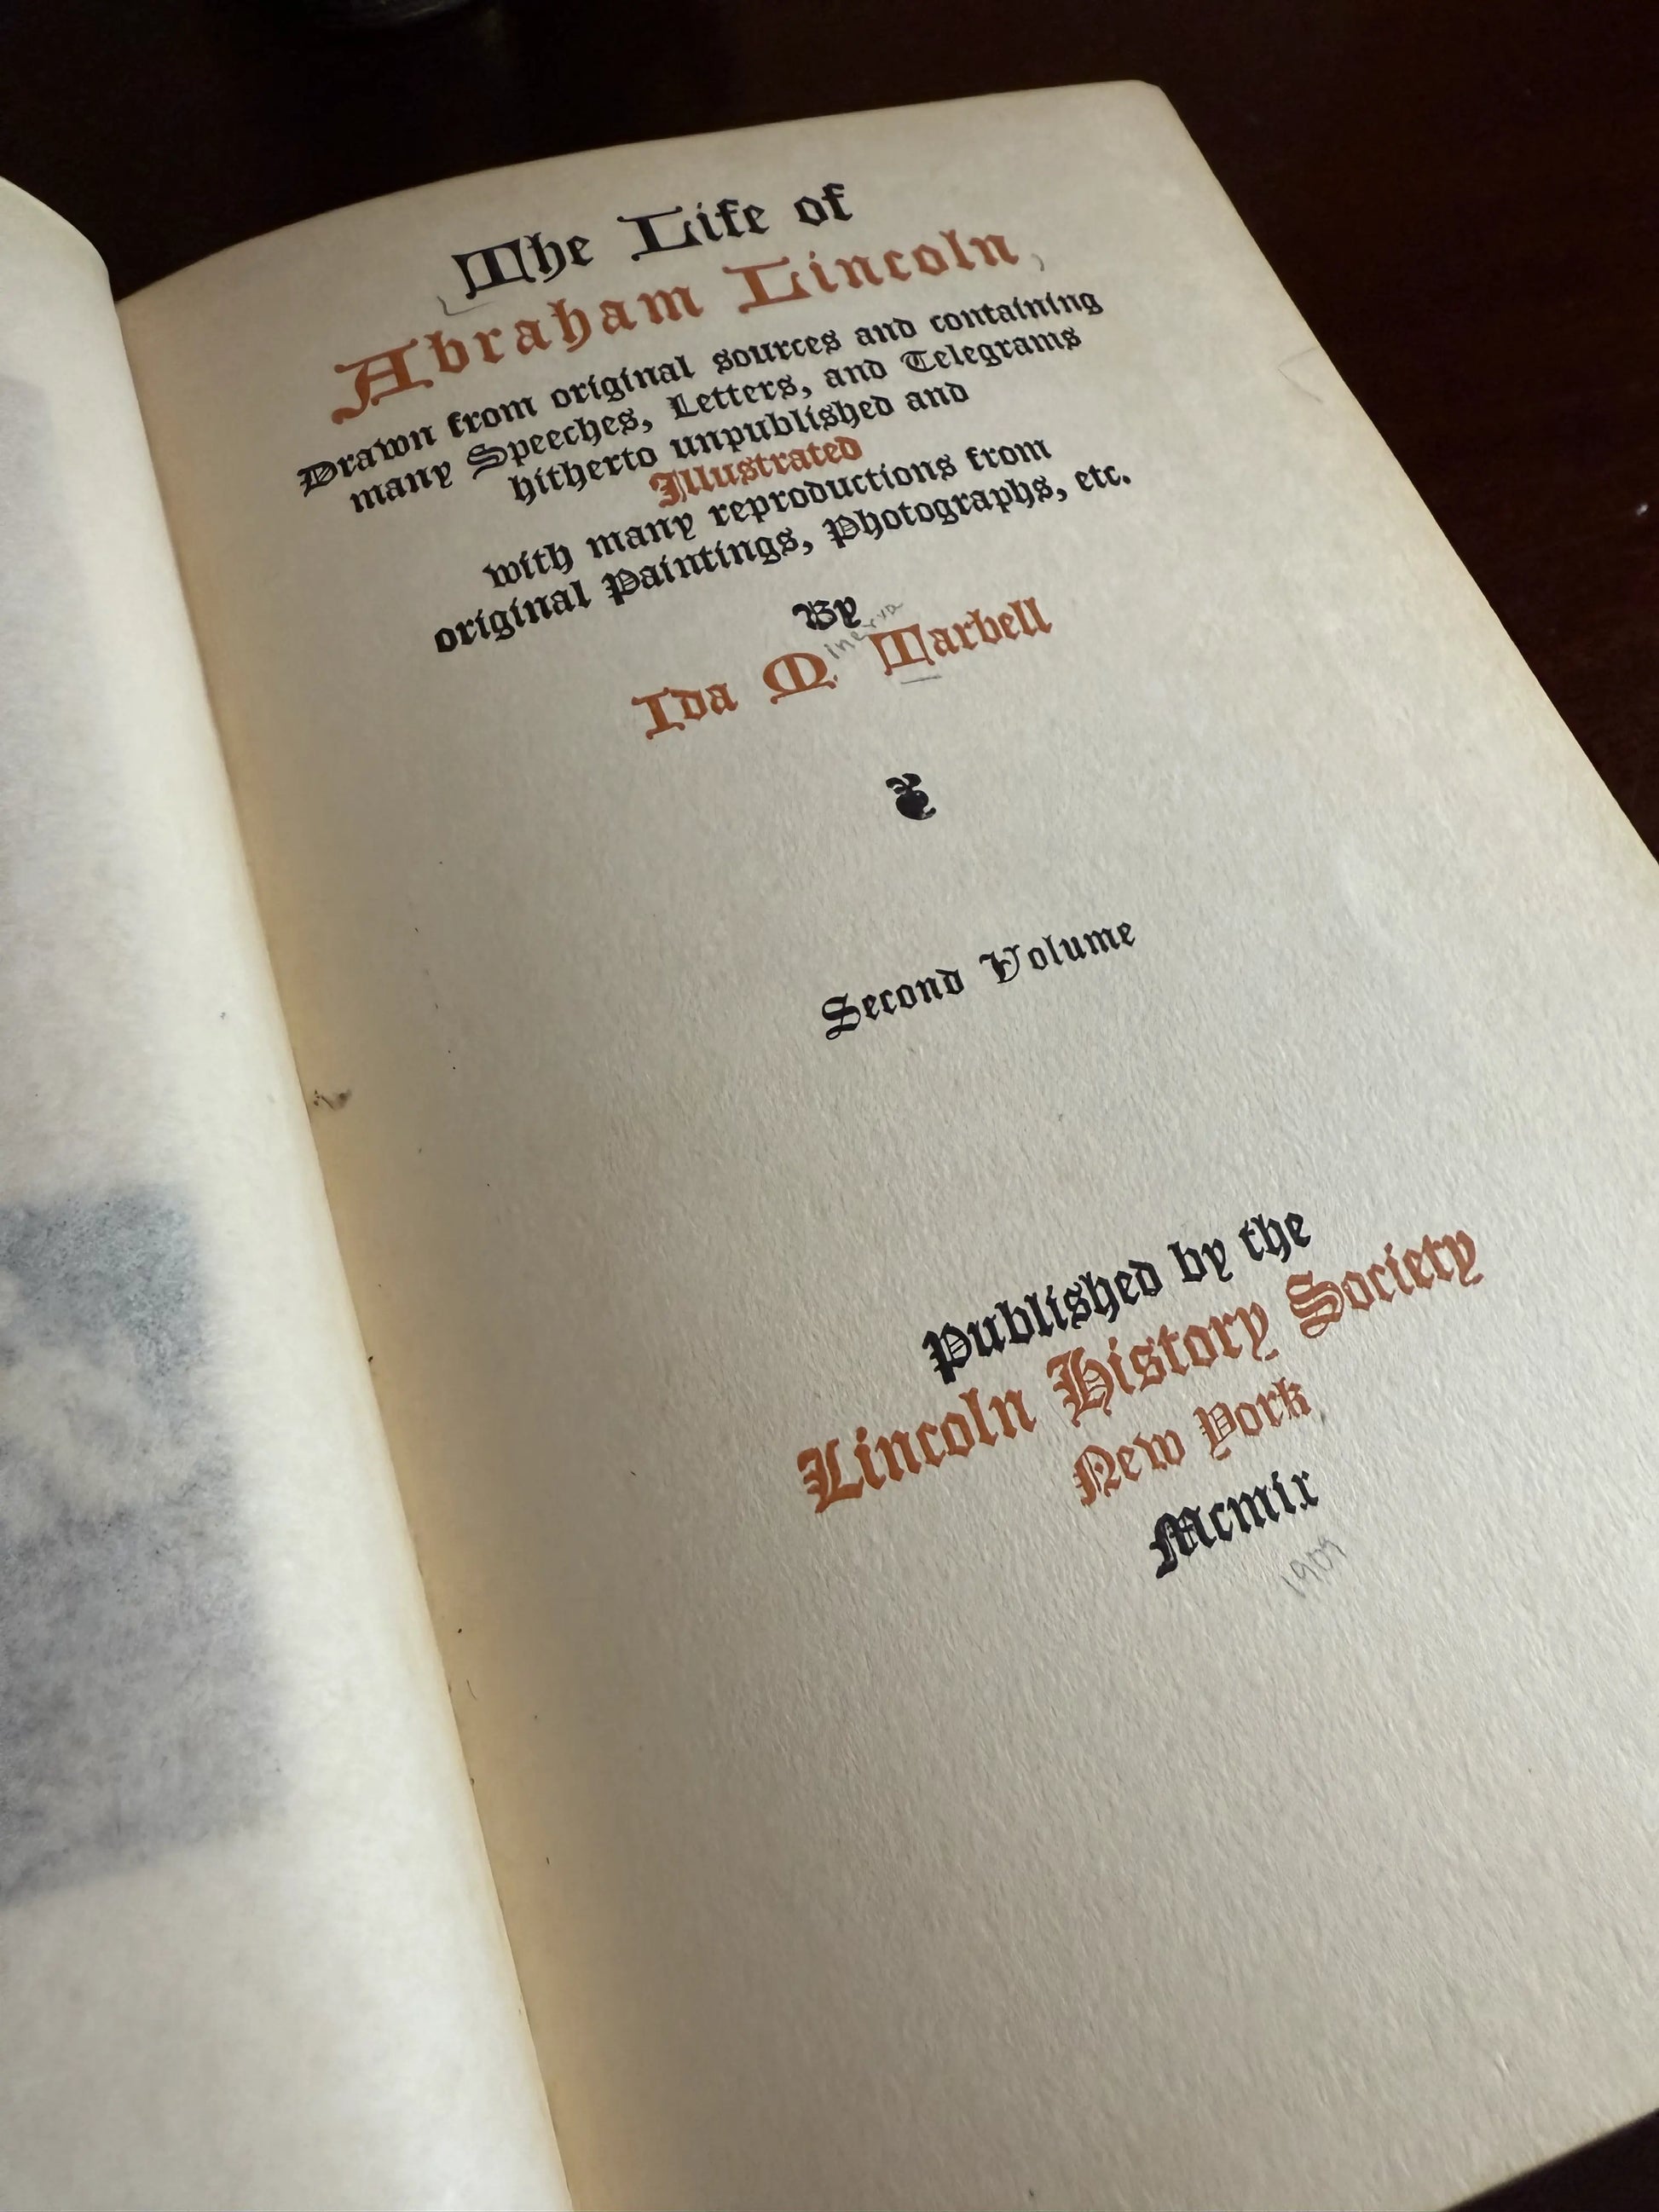 The Life of
Abraham Lincoln
Drawn from original sources and containing
many Speeches, Letters, and Telegrams
hitherto unpublished and
Illustrated
with many reproductions from
original Paintings, Photographs, etc.
By
inerva
Ida M. Tarbell
Second Volume
Published by the
Lincoln History Society
New York
Mcmix
1909